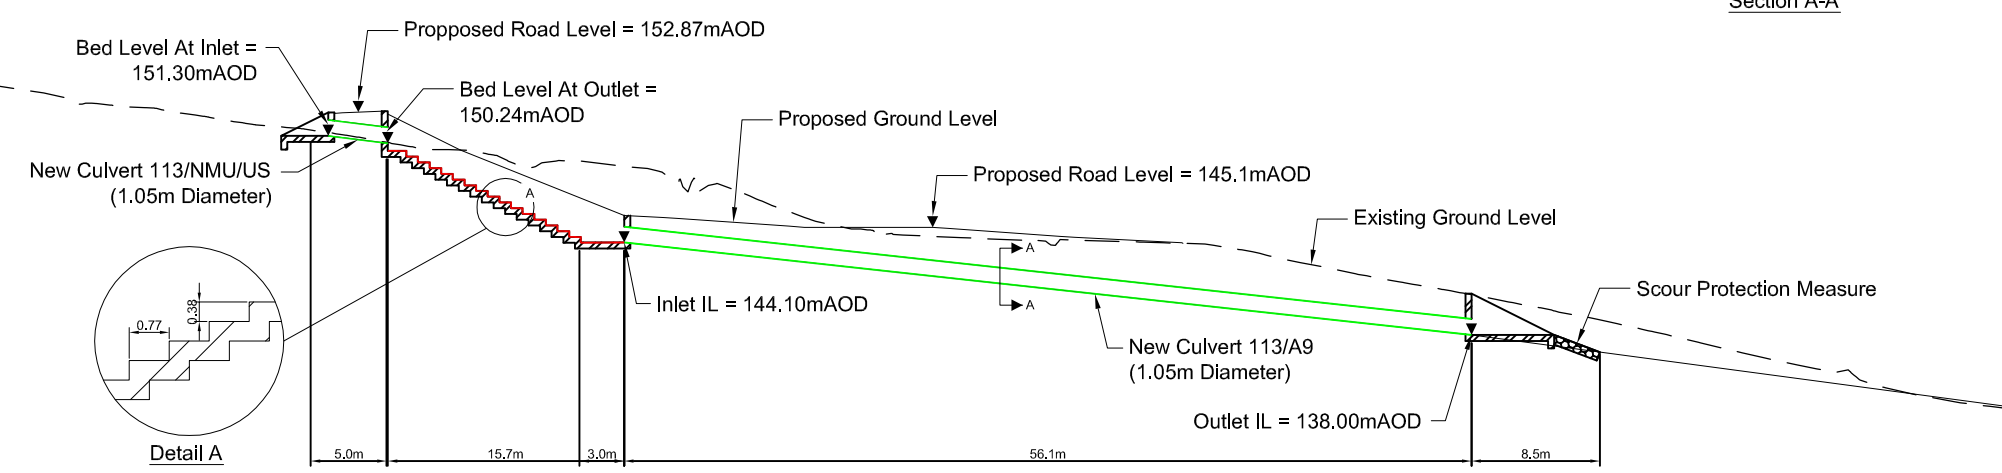 Section A-A
Propposed Road Level = 152.87mAOD
Bed Level At Inlet =
151.30mAOD
Bed Level At Outlet =
150.24mAOD
Proposed Ground Level
New Culvert 113/NMU/US
(1.05m Diameter)
A
Proposed Road Level = 145.1mAOD
Existing Ground Level
A
A
Inlet IL = 144.10mAOD
Scour Protection Measure
0.77
0.38
New Culvert 113/A9
(1.05m Diameter)
Outlet IL = 138.00mAOD
Detail A
5.0m
15.7m
3.0m
56.1m
8.5m